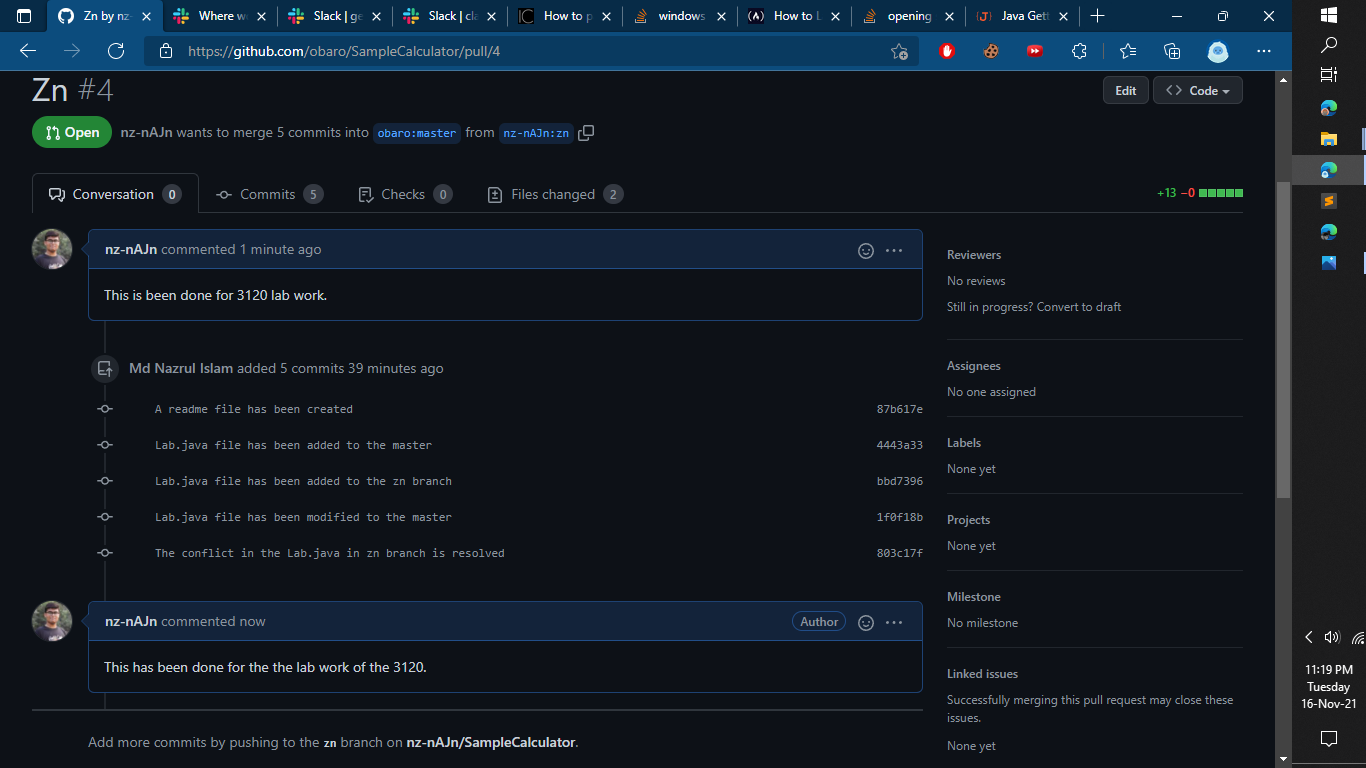 Zn by nz-
Where w
Slack | ge
Slack | cla
How to p
windows
How to L
opening
Java Gett
https://github.com/obaro/SampleCalculator/pull/4
Zn #4
Edit
<> Code
Open
nz-nAJn wants to merge 5 commits into obaro:master from nz-nAJn:zn
Conversation 0
Commits 5
Checks 0
Files changed 2
+13 −0
nz-nAJn commented 1 minute ago
This is been done for 3120 lab work.
Md Nazrul Islam added 5 commits 39 minutes ago
A readme file has been created 87b617e
Lab.java file has been added to the master 4443a33
Lab.java file has been added to the zn branch bbd7396
Lab.java file has been modified to the master 1f0f18b
The conflict in the Lab.java in zn branch is resolved 803c17f
nz-nAJn commented now
Author
This has been done for the the lab work of the 3120.
Add more commits by pushing to the zn branch on nz-nAJn/SampleCalculator.
Reviewers
No reviews
Still in progress? Convert to draft
Assignees
No one assigned
Labels
None yet
Projects
None yet
Milestone
No milestone
Linked issues
Successfully merging this pull request may close these
issues.
None yet
11:19 PM
Tuesday
16-Nov-21